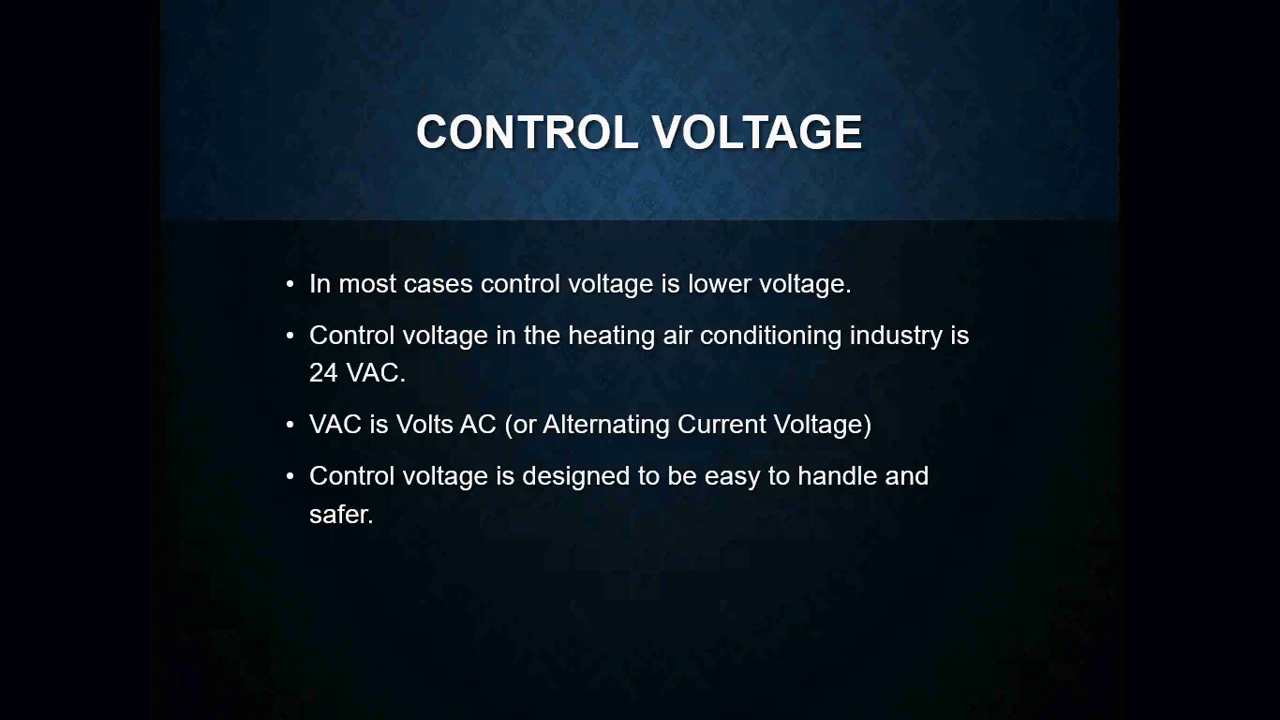 CONTROL VOLTAGE
• In most cases control voltage is lower voltage.
• Control voltage in the heating air conditioning industry is
24 VAC.
• VAC is Volts AC (or Alternating Current Voltage)
• Control voltage is designed to be easy to handle and
safer.